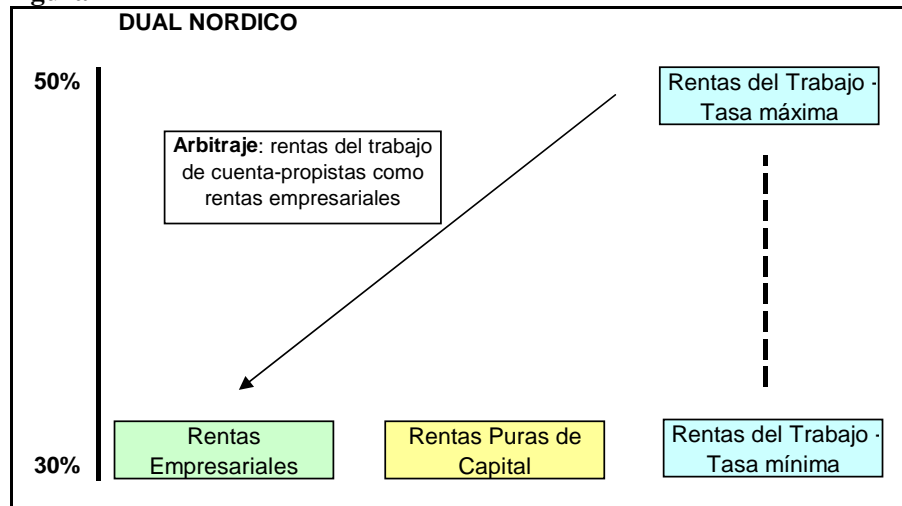 DUAL NORDICO
50%
Rentas del Trabajo -
Tasa máxima
Arbitraje: rentas del trabajo
de cuenta-propistas como
rentas empresariales
Rentas
Empresariales
Rentas Puras de
Capital
Rentas del Trabajo -
Tasa mínima
30%